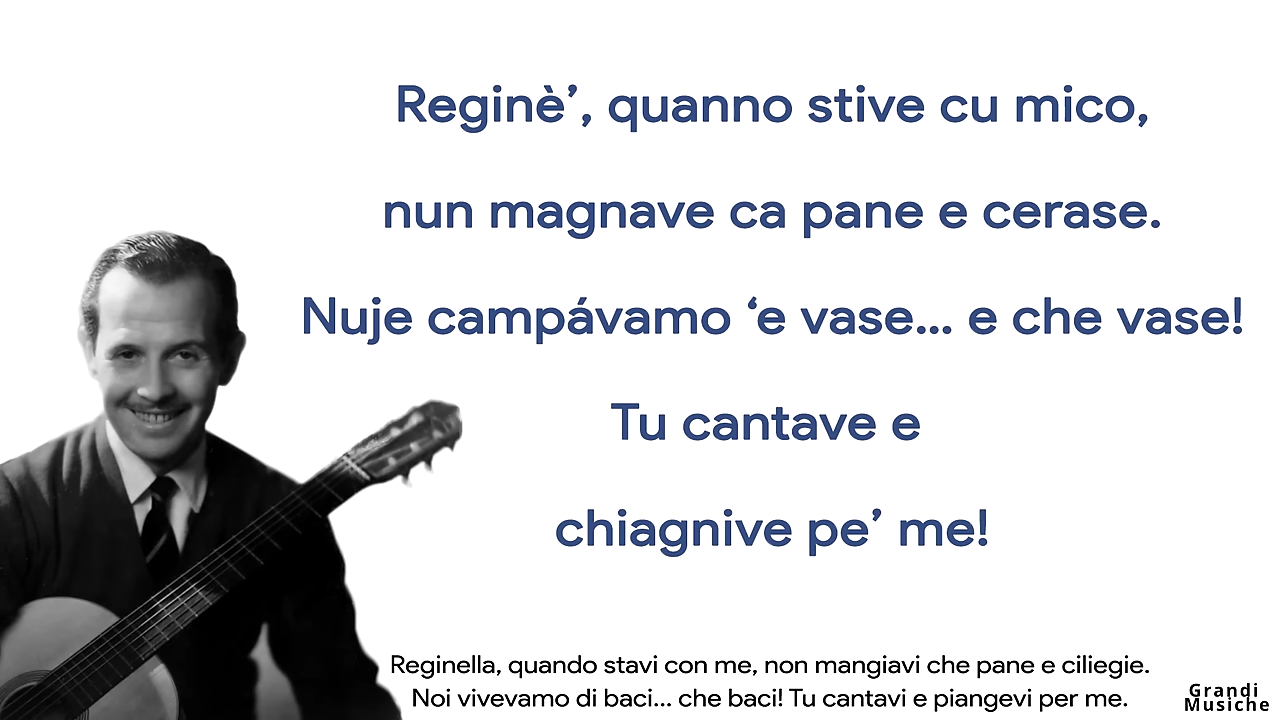 Reginè’, quanno stive cu mico,
nun magnave ca pane e cerase.
Nuje campávamo ‘e vase... e che vase!
Tu cantave e
chiagnive pe’ me!
Reginella, quando stavi con me, non mangiavi che pane e ciliegie.
Noi vivevamo di baci... che baci! Tu cantavi e piangevi per me.
Grandi
Musiche